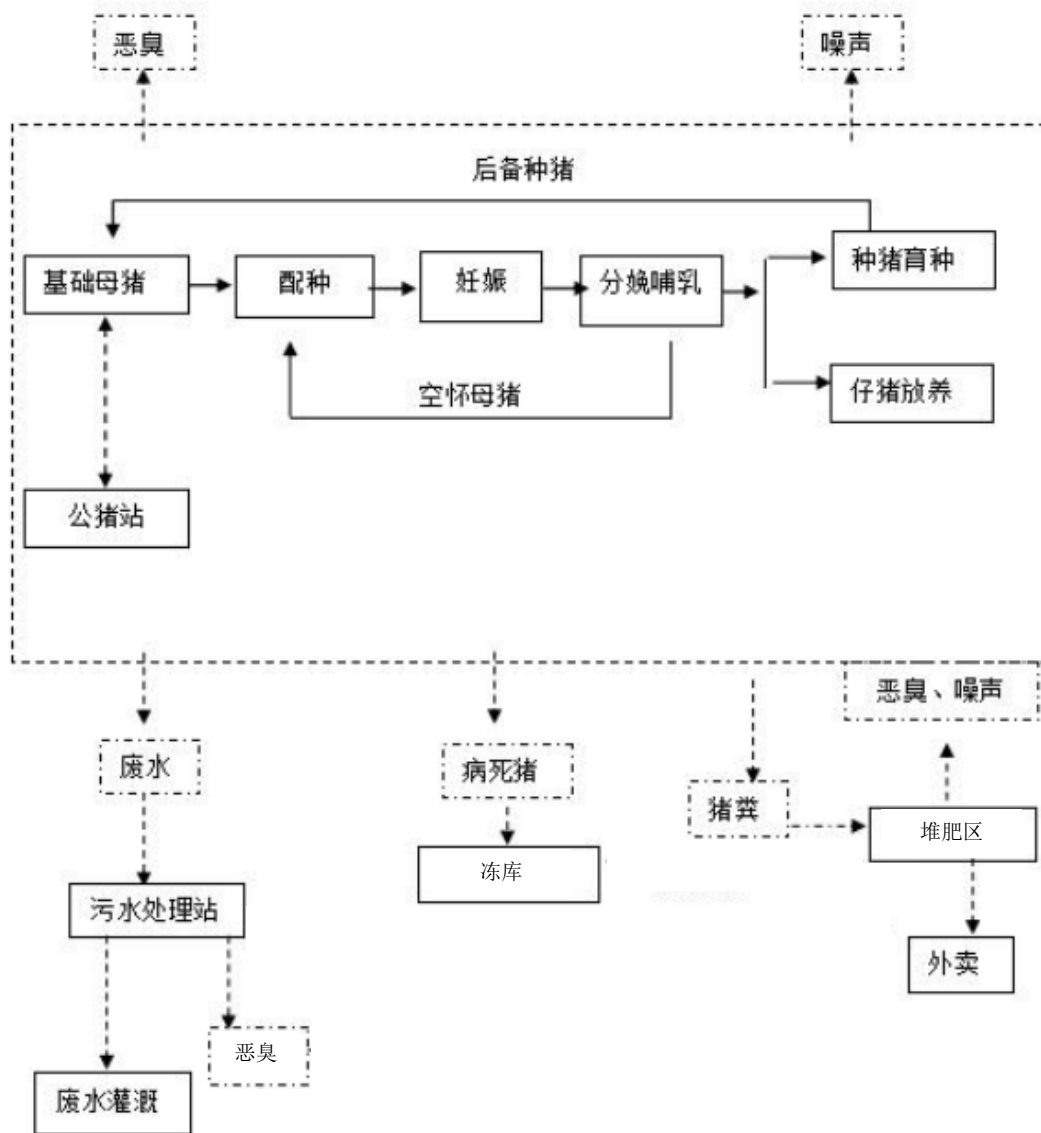 恶臭
噪声
后备种猪
基础母猪
配种
妊娠
分娩哺乳
种猪育种
空怀母猪
仔猪放养
公猪站
恶臭、噪声
废水
病死猪
猪粪
堆肥区
冻库
污水处理站
外卖
恶臭
废水灌溉